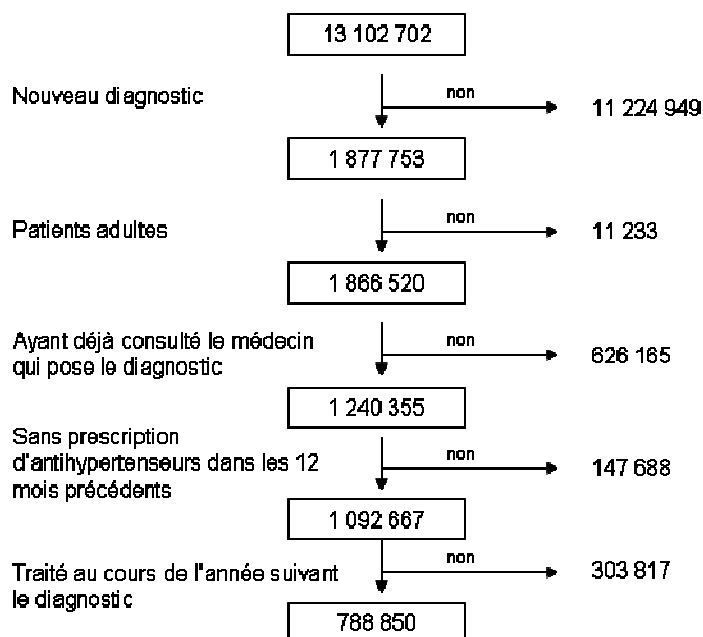 13 102 702
Nouveau diagnostic
non
11 224 949
1 877 753
Patients adultes
non
11 233
1 866 520
Ayant déjà consulté le médecin
qui pose le diagnostic
non
626 165
1 240 355
Sans prescription
d'antihypertenseurs dans les 12
mois précédents
non
147 688
1 092 667
Traité au cours de l'année suivant
le diagnostic
non
303 817
788 850